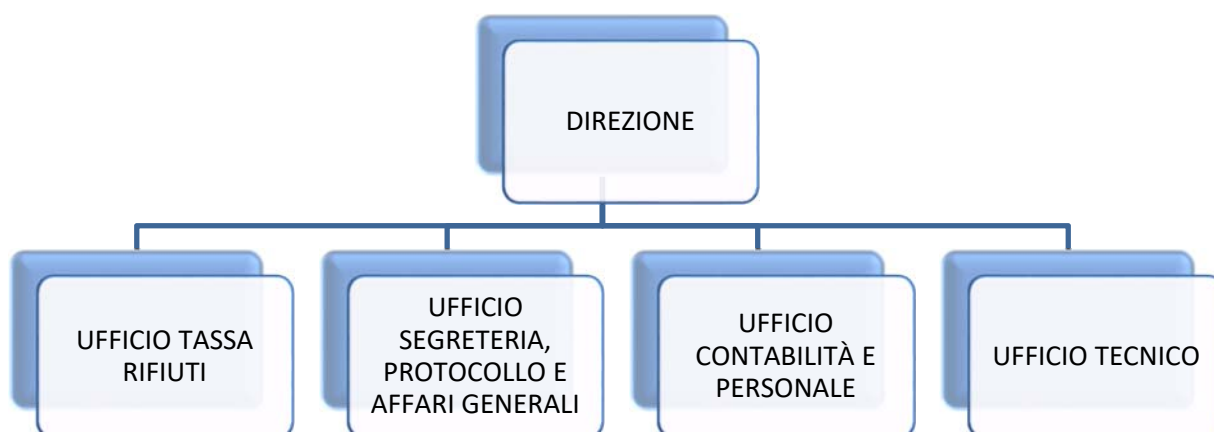 DIREZIONE
UFFICIO TASSA
RIFIUTI
UFFICIO
SEGRETERIA,
PROTOCOLLO E
AFFARI GENERALI
UFFICIO
CONTABILITÀ E
PERSONALE
UFFICIO TECNICO